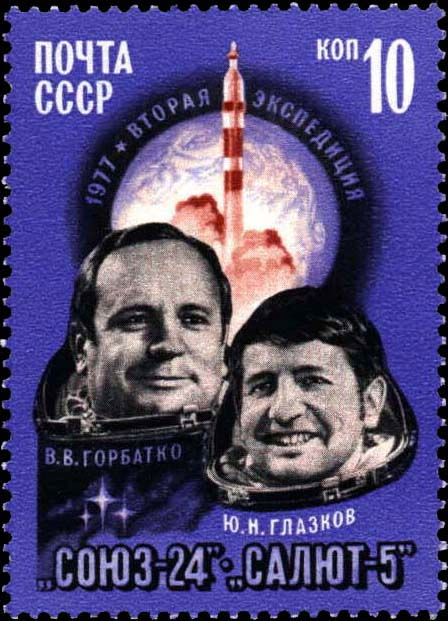 ПОЧТА
СССР
КОП 10
1977 ★ ВТОРАЯ ЭКСПЕДИЦИЯ
В.В.ГОРБАТКО
Ю.Н.ГЛАЗКОВ
„СОЮЗ-24”·„САЛЮТ-5”